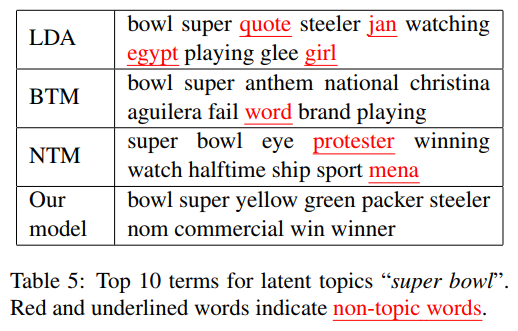 LDA
bowl super quote steeler jan watching
egypt playing glee girl
BTM
bowl super anthem national christina
aguilera fail word brand playing
NTM
super bowl eye protester winning
watch halftime ship sport mena
Our
model
bowl super yellow green packer steeler
nom commercial win winner
Table 5: Top 10 terms for latent topics “super bowl”.
Red and underlined words indicate non-topic words.